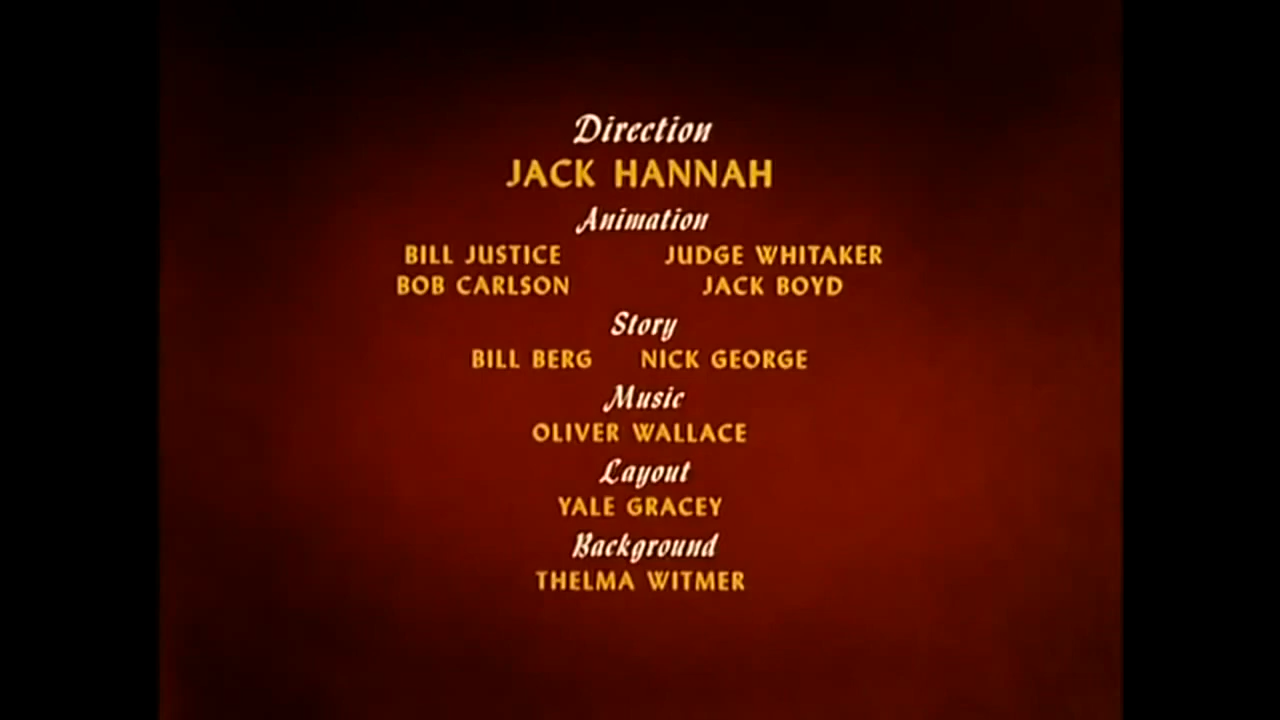 Direction
JACK HANNAH
Animation
BILL JUSTICE JUDGE WHITAKER
BOB CARLSON JACK BOYD
Story
BILL BERG NICK GEORGE
Music
OLIVER WALLACE
Layout
YALE GRACEY
Background
THELMA WITMER